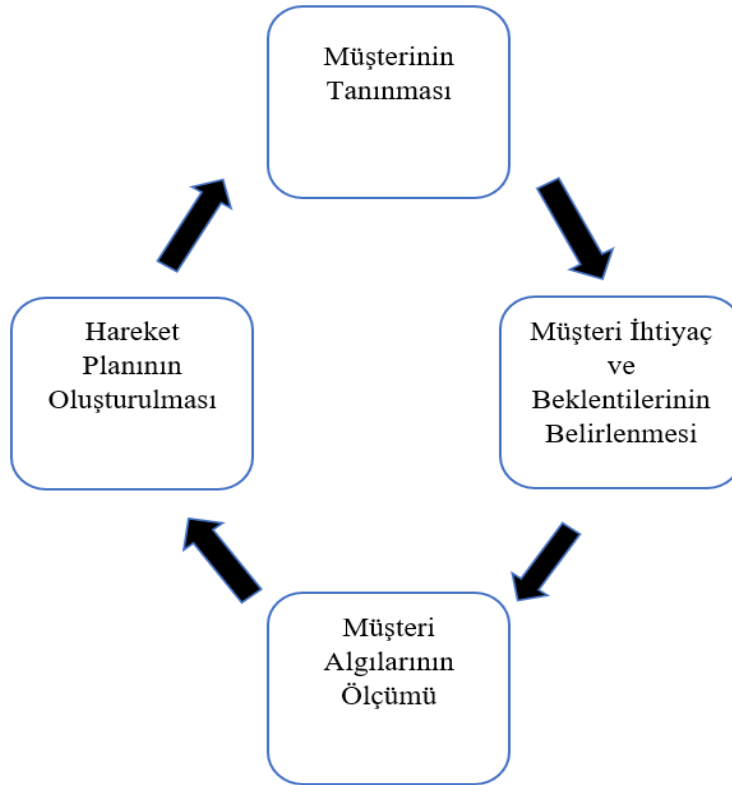 Müşterinin
Tanınması
Müşteri İhtiyaç
ve
Beklentilerinin
Belirlenmesi
Müşteri
Algılarının
Ölçümü
Hareket
Planının
Oluşturulması